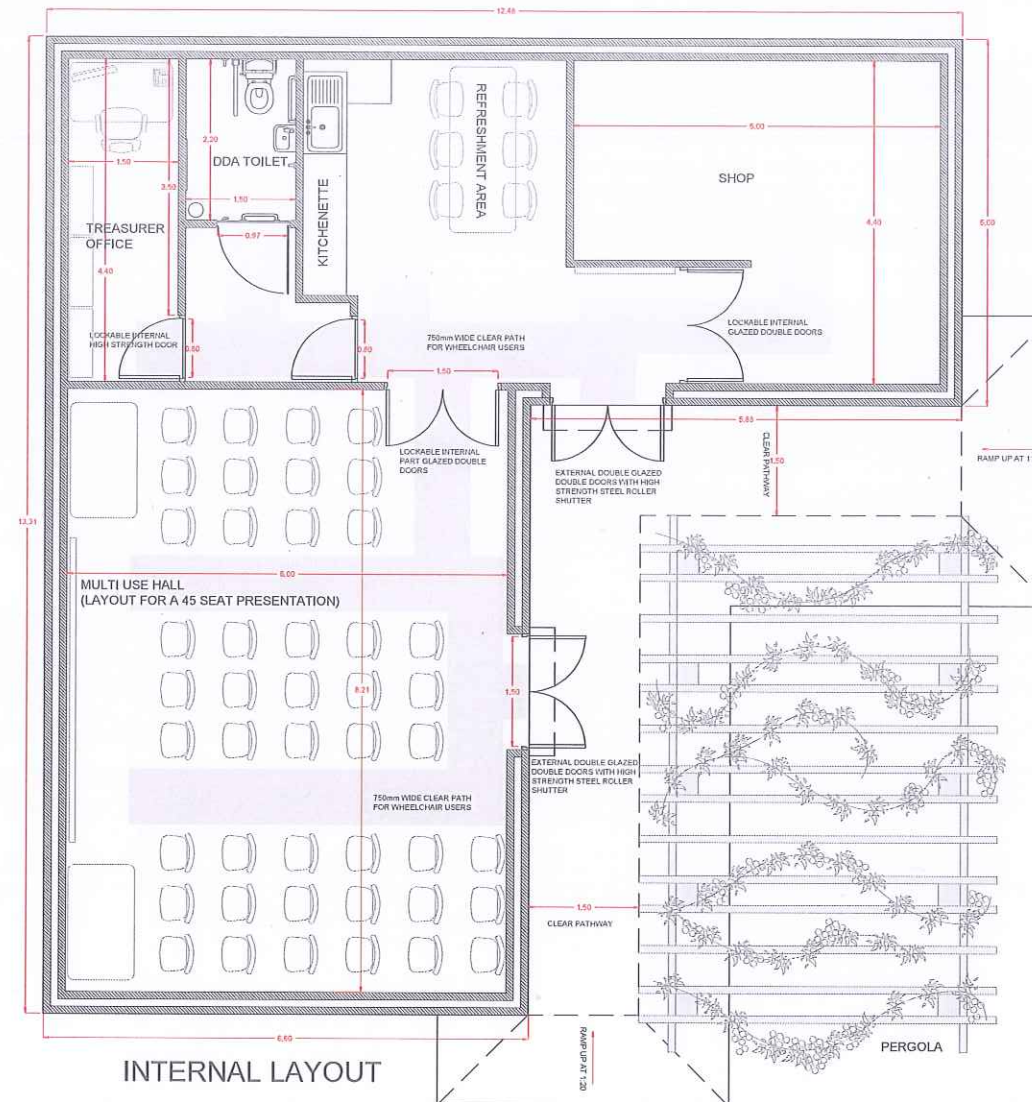 12,48
1,50
3,50
4,40
TREASURER
OFFICE
LOCKABLE INTERNAL
HIGH STRENGTH DOOR
0,80
2,20
DDA TOILET
1,50
0,97
KITCHENETTE
REFRESHMENT AREA
5,00
SHOP
4,40
5,00
LOCKABLE INTERNAL
GLAZED DOUBLE DOORS
750mm WIDE CLEAR PATH
FOR WHEELCHAIR USERS
0,80
1,50
LOCKABLE INTERNAL
PART GLAZED DOUBLE
DOORS
EXTERNAL DOUBLE GLAZED
DOUBLE DOORS WITH HIGH
STRENGTH STEEL ROLLER
SHUTTER
CLEAR PATHWAY
1,50
RAMP UP AT 1:
MULTI USE HALL
(LAYOUT FOR A 45 SEAT PRESENTATION)
6,00
8,21
1,50
EXTERNAL DOUBLE GLAZED
DOUBLE DOORS WITH HIGH
STRENGTH STEEL ROLLER
SHUTTER
750mm WIDE CLEAR PATH
FOR WHEELCHAIR USERS
1,50
CLEAR PATHWAY
6,60
RAMP UP AT 1:20
PERGOLA
INTERNAL LAYOUT